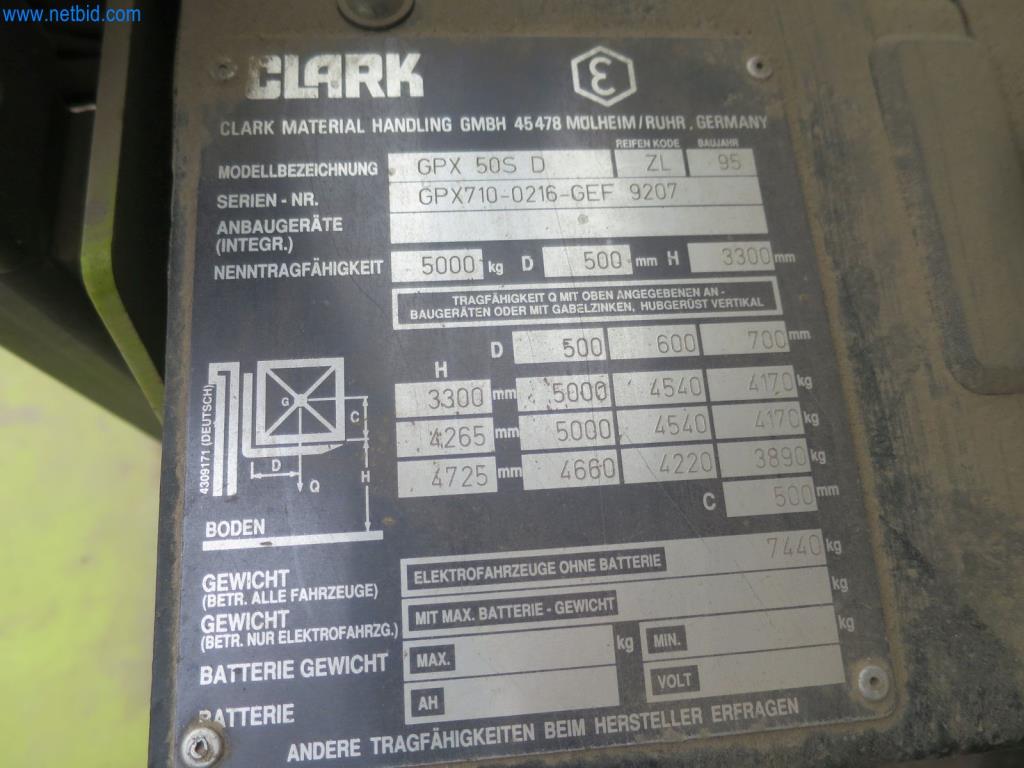 www.netbid.com
CLARK Ɛ
CLARK MATERIAL HANDLING GMBH 45478 MÜLHEIM/RUHR, GERMANY
REIFEN KODE BAUJAHR
MODELLBEZEICHNUNG GPX 50S D ZL 95
SERIEN - NR. GPX710-0216-GEF 9207
ANBAUGERÄTE
(INTEGR.)
NENNTRAGFÄHIGKEIT 5000 kg D 500 mm H 3300 mm
TRAGFÄHIGKEIT Q MIT OBEN ANGEGEBENEN AN-
BAUGERÄTEN ODER MIT GABELZINKEN, HUBGERÜST VERTIKAL
D 500 600 700 mm
H
3300 mm 5000 4540 4170 kg
4265 mm 5000 4540 4170 kg
4725 mm 4660 4220 3890 kg
C 500 mm
4309171 (DEUTSCH)
G
C
D
H
Q
BODEN
7440 kg
GEWICHT
(BETR. ALLE FAHRZEUGE)
ELEKTROFAHRZEUGE OHNE BATTERIE
kg
GEWICHT
(BETR. NUR ELEKTROFAHRZG.)
MIT MAX. BATTERIE - GEWICHT
kg
BATTERIE GEWICHT MAX. kg MIN. kg
BATTERIE AH VOLT
ANDERE TRAGFÄHIGKEITEN BEIM HERSTELLER ERFRAGEN